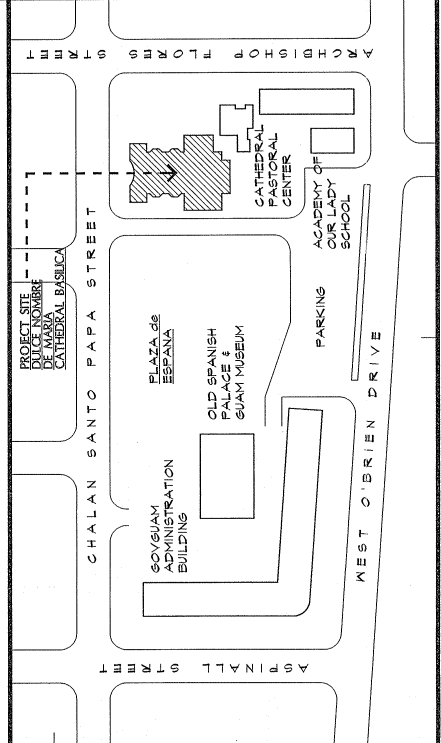 ARCHBISHOP FLORES STREET
PROJECT SITE
DULCE NOMBRE
DE MARIA
CATHEDRAL BASILICA
CHALAN SANTO PAPA STREET
CATHEDRAL
PASTORAL
CENTER
ACADEMY OF
OUR LADY
SCHOOL
PLAZA de
ESPANA
OLD SPANISH
PALACE &
GUAM MUSEUM
PARKING
GOVGUAM
ADMINISTRATION
BUILDING
WEST O'BRIEN DRIVE
ASPINALL STREET